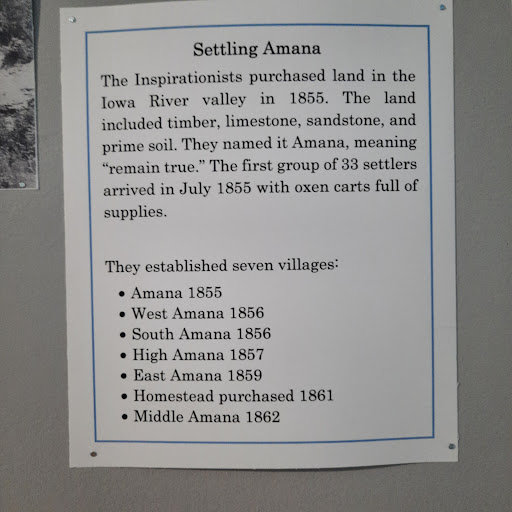 Settling Amana
The Inspirationists purchased land in the
Iowa River valley in 1855. The land
included timber, limestone, sandstone, and
prime soil. They named it Amana, meaning
“remain true.” The first group of 33 settlers
arrived in July 1855 with oxen carts full of
supplies.
They established seven villages:
• Amana 1855
• West Amana 1856
• South Amana 1856
• High Amana 1857
• East Amana 1859
• Homestead purchased 1861
• Middle Amana 1862